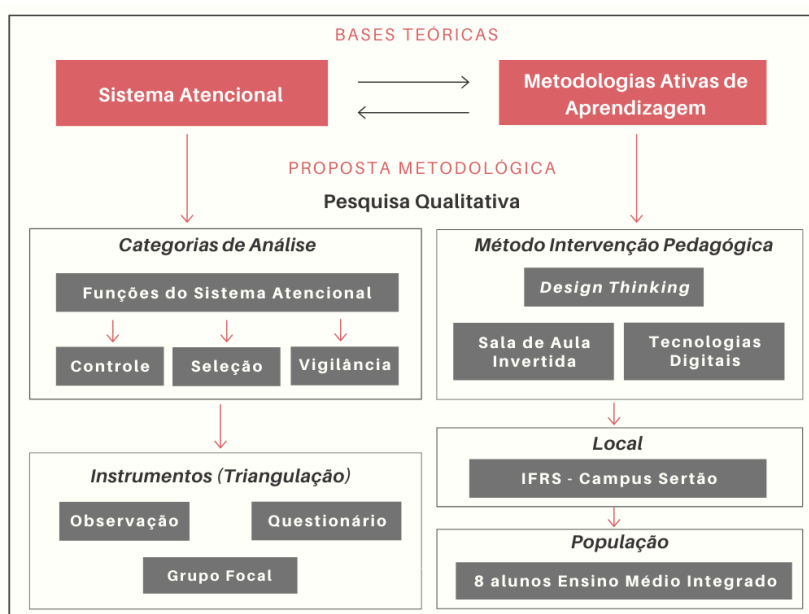 BASES TEÓRICAS
Sistema Atencional
Metodologias Ativas de
Aprendizagem
PROPOSTA METODOLÓGICA
Pesquisa Qualitativa
Categorias de Análise
Funções do Sistema Atencional
Controle
Seleção
Vigilância
Método Intervenção Pedagógica
Design Thinking
Sala de Aula
Invertida
Tecnologias
Digitais
Instrumentos (Triangulação)
Observação
Questionário
Grupo Focal
Local
IFRS - Campus Sertão
População
8 alunos Ensino Médio Integrado